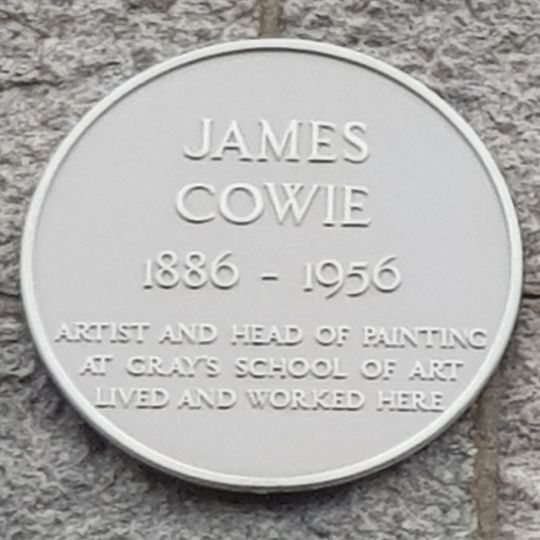 JAMES
COWIE
1886 - 1956
ARTIST AND HEAD OF PAINTING
AT GRAY'S SCHOOL OF ART
LIVED AND WORKED HERE